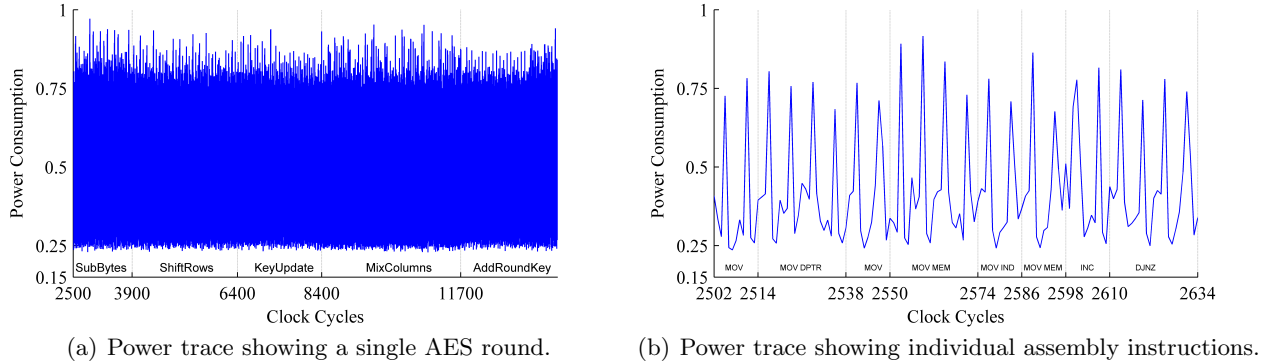 1
0.75
0.5
0.25
0.15
Power Consumption
SubBytes ShiftRows KeyUpdate MixColumns AddRoundKey
2500 3900 6400 8400 11700
Clock Cycles
(a) Power trace showing a single AES round.
1
0.75
0.5
0.25
0.15
Power Consumption
MOV MOV DPTR MOV MOV MEM MOV IND MOV MEM INC DJNZ
2502 2514 2538 2550 2574 2586 2598 2610 2634
Clock Cycles
(b) Power trace showing individual assembly instructions.